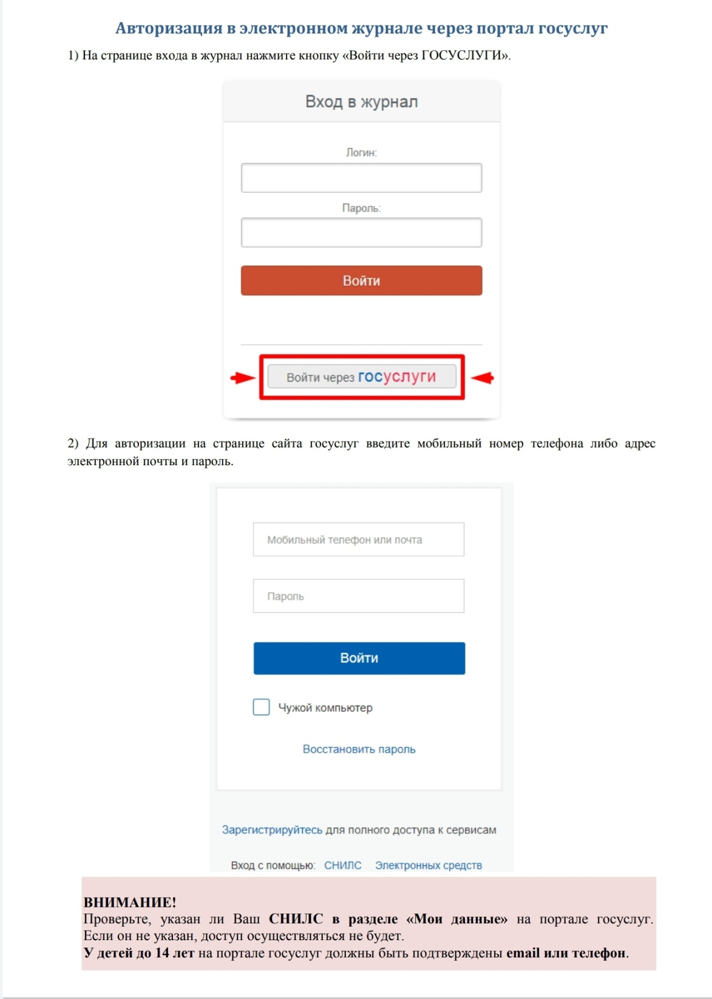 Авторизация в электронном журнале через портал госуслуг
1) На странице входа в журнал нажмите кнопку «Войти через ГОСУСЛУГИ».
Вход в журнал
Логин:
Пароль:
Войти
Войти через госуслуги
2) Для авторизации на странице сайта госуслуг введите мобильный номер телефона либо адрес
электронной почты и пароль.
Мобильный телефон или почта
Пароль
Войти
Чужой компьютер
Восстановить пароль
Зарегистрируйтесь для полного доступа к сервисам
Вход с помощью: СНИЛС Электронных средств
ВНИМАНИЕ!
Проверьте, указан ли Ваш СНИЛС в разделе «Мои данные» на портале госуслуг.
Если он не указан, доступ осуществляться не будет.
У детей до 14 лет на портале госуслуг должны быть подтверждены email или телефон.